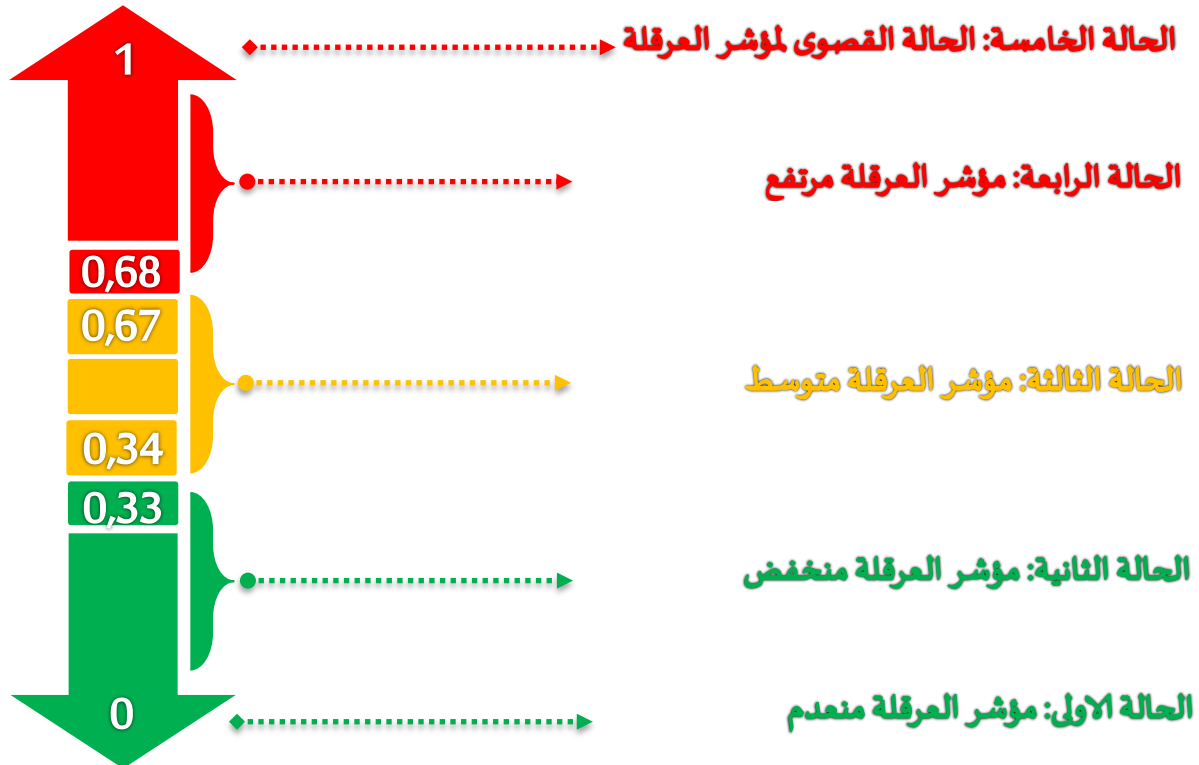 1
الحالة الخامسة: الحالة القصوى لمؤشر العرقلة
الحالة الرابعة: مؤشر العرقلة مرتفع
0,68
0,67
الحالة الثالثة: مؤشر العرقلة متوسط
0,34
0,33
الحالة الثانية: مؤشر العرقلة منخفض
الحالة الاولى: مؤشر العرقلة منعدم
0